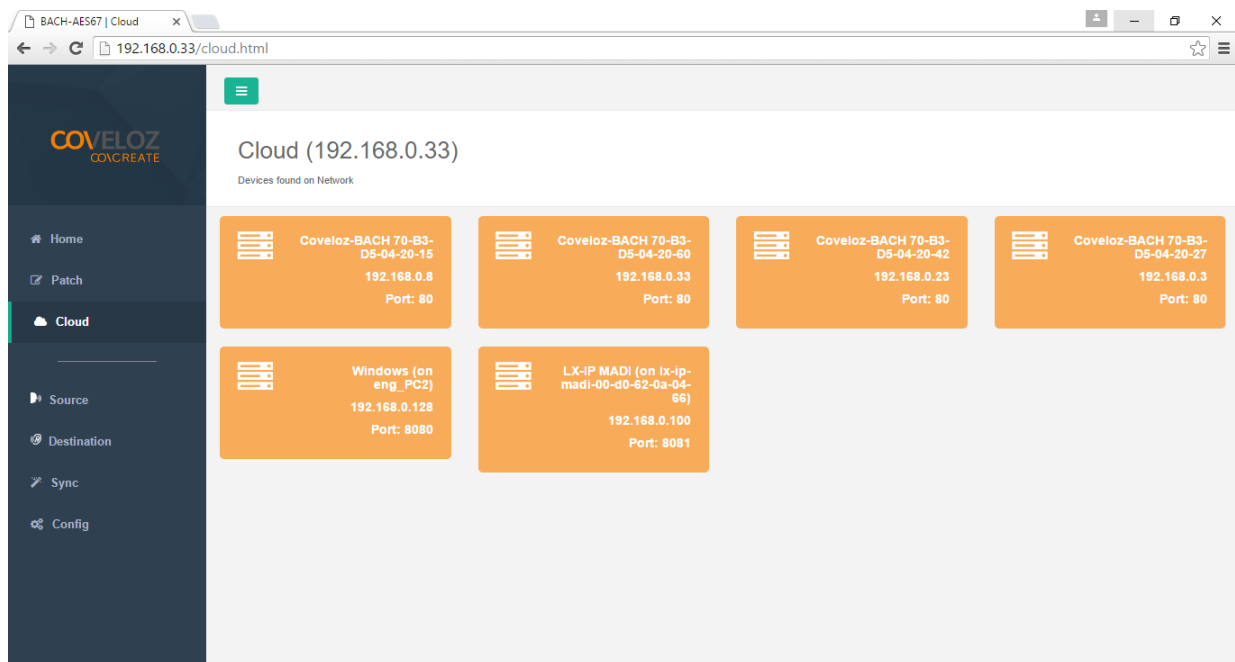 BACH-AES67 | Cloud
192.168.0.33/cloud.html
COVELOZ
CO\CREATE
Cloud (192.168.0.33)
Devices found on Network
Home
Patch
Cloud
Source
Destination
Sync
Config
Coveloz-BACH 70-B3-
D5-04-20-15
192.168.0.8
Port: 80
Coveloz-BACH 70-B3-
D5-04-20-60
192.168.0.33
Port: 80
Coveloz-BACH 70-B3-
D5-04-20-42
192.168.0.23
Port: 80
Coveloz-BACH 70-B3-
D5-04-20-27
192.168.0.3
Port: 80
Windows (on
eng_PC2)
192.168.0.128
Port: 8080
LX-IP MADI (on lx-ip-
madi-00-d0-62-0a-04-
66)
192.168.0.100
Port: 8081